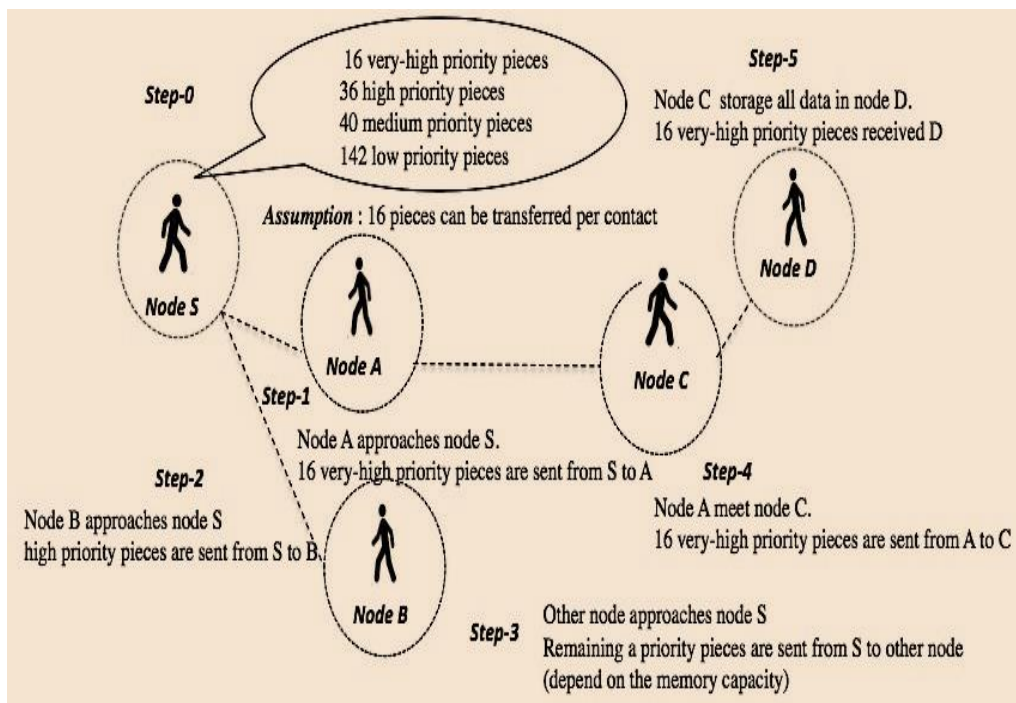 Step-0
16 very-high priority pieces
36 high priority pieces
40 medium priority pieces
142 low priority pieces
Node S
Assumption : 16 pieces can be transferred per contact
Step-5
Node C storage all data in node D.
16 very-high priority pieces received D
Node D
Node A
Node C
Step-1
Node A approaches node S.
16 very-high priority pieces are sent from S to A
Step-2
Node B approaches node S
high priority pieces are sent from S to B.
Node B
Step-4
Node A meet node C.
16 very-high priority pieces are sent from A to C
Step-3
Other node approaches node S
Remaining a priority pieces are sent from S to other node
(depend on the memory capacity)